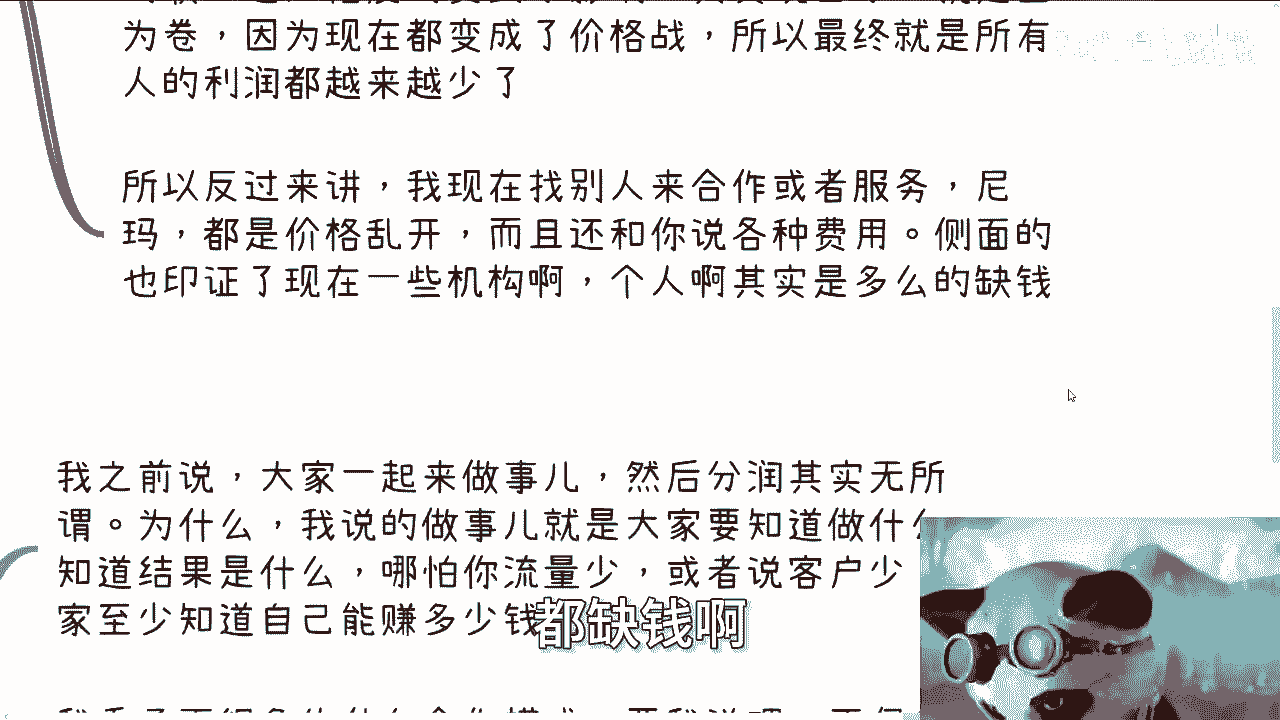 为卷，因为现在都变成了价格战，所以最终就是所有
人的利润都越来越少了
所以反过来讲，我现在找别人来合作或者服务，尼
玛，都是价格乱开，而且还和你说各种费用。侧面的
也印证了现在一些机构啊，个人啊其实是多么的缺钱
我之前说，大家一起来做事儿，然后分润其实无所
谓。为什么，我说的做事儿就是大家要知道做什么
知道结果是什么，哪怕你流量少，或者说客户少
家至少知道自己能赚多少钱
都缺钱啊